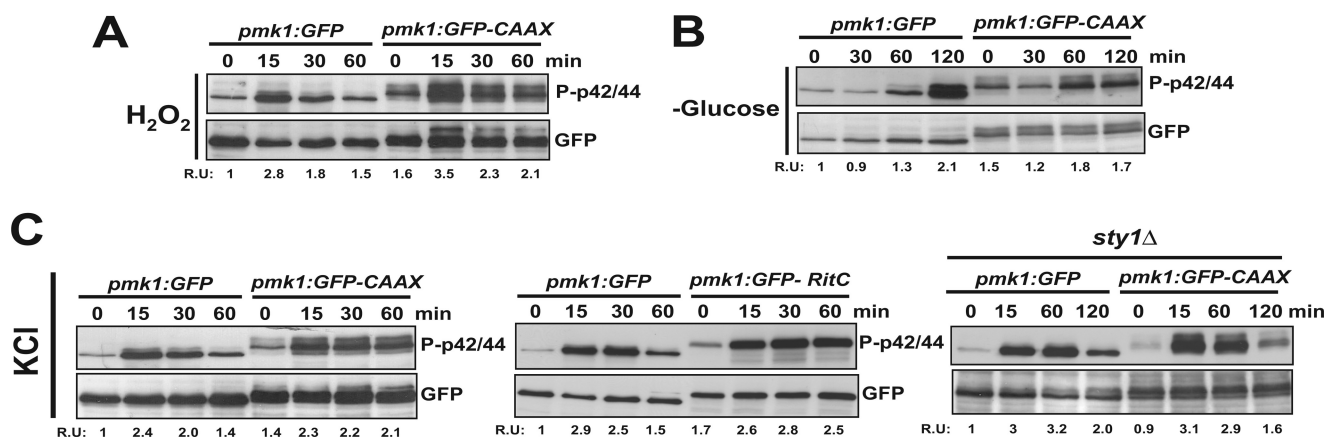 A
pmk1:GFP pmk1:GFP-CAAX
0 15 30 60 0 15 30 60 min
H2O2
P-p42/44
GFP
R.U: 1 2.8 1.8 1.5 1.6 3.5 2.3 2.1
B
pmk1:GFP pmk1:GFP-CAAX
0 30 60 120 0 30 60 120 min
-Glucose
P-p42/44
GFP
R.U: 1 0.9 1.3 2.1 1.5 1.2 1.8 1.7
C
KCl
pmk1:GFP pmk1:GFP-CAAX
0 15 30 60 0 15 30 60 min
P-p42/44
GFP
R.U: 1 2.4 2.0 1.4 1.4 2.3 2.2 2.1
pmk1:GFP pmk1:GFP- RitC
0 15 30 60 0 15 30 60 min
P-p42/44
GFP
R.U: 1 2.9 2.5 1.5 1.7 2.6 2.8 2.5
sty1Δ
pmk1:GFP pmk1:GFP-CAAX
0 15 60 120 0 15 60 120 min
R.U: 1 3 3.2 2.0 0.9 3.1 2.9 1.6